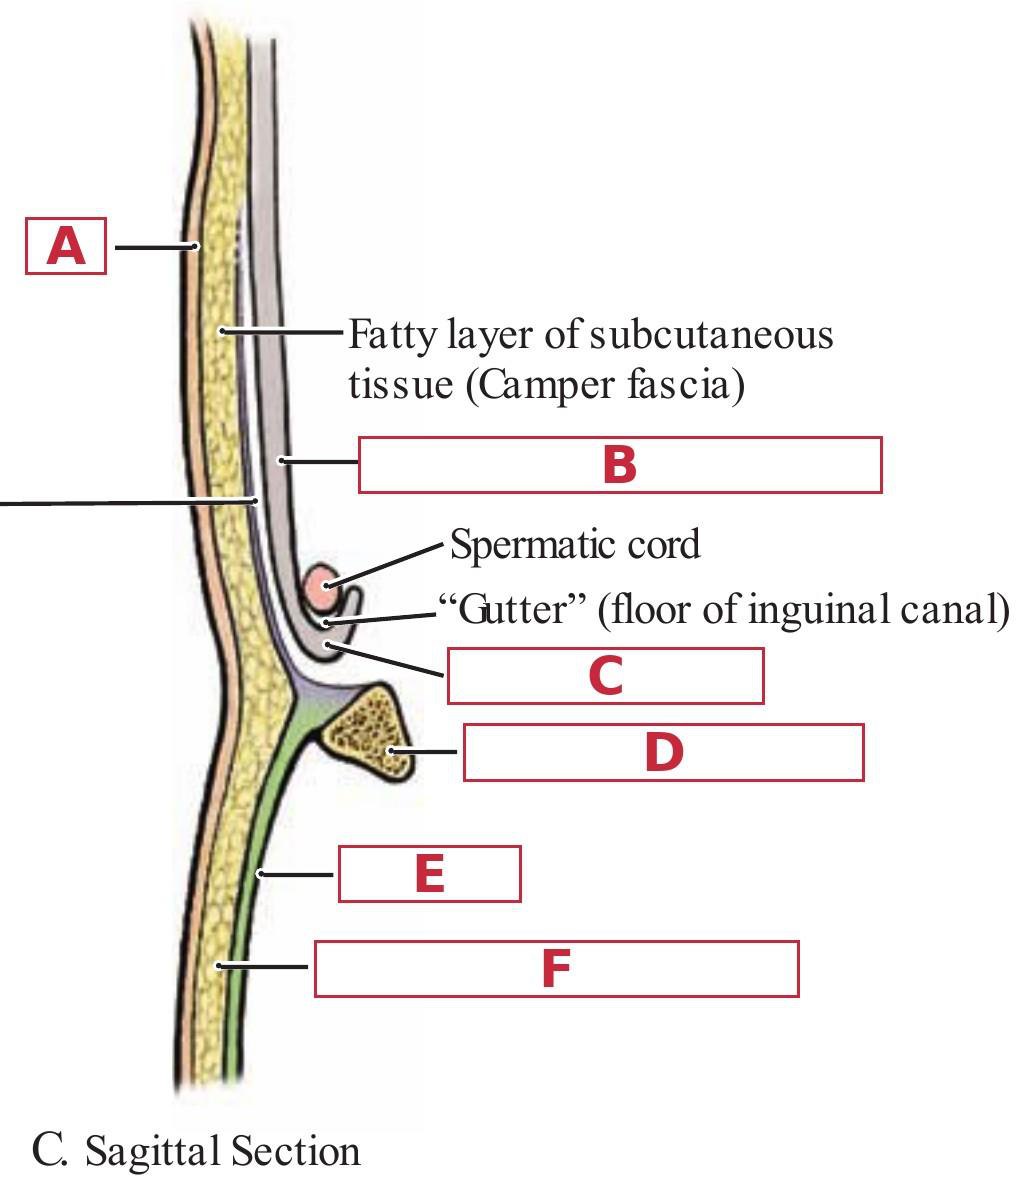 A
Fatty layer of subcutaneous
tissue (Camper fascia)
B
Spermatic cord
“Gutter” (floor of inguinal canal)
C
D
E
F
C. Sagittal Section